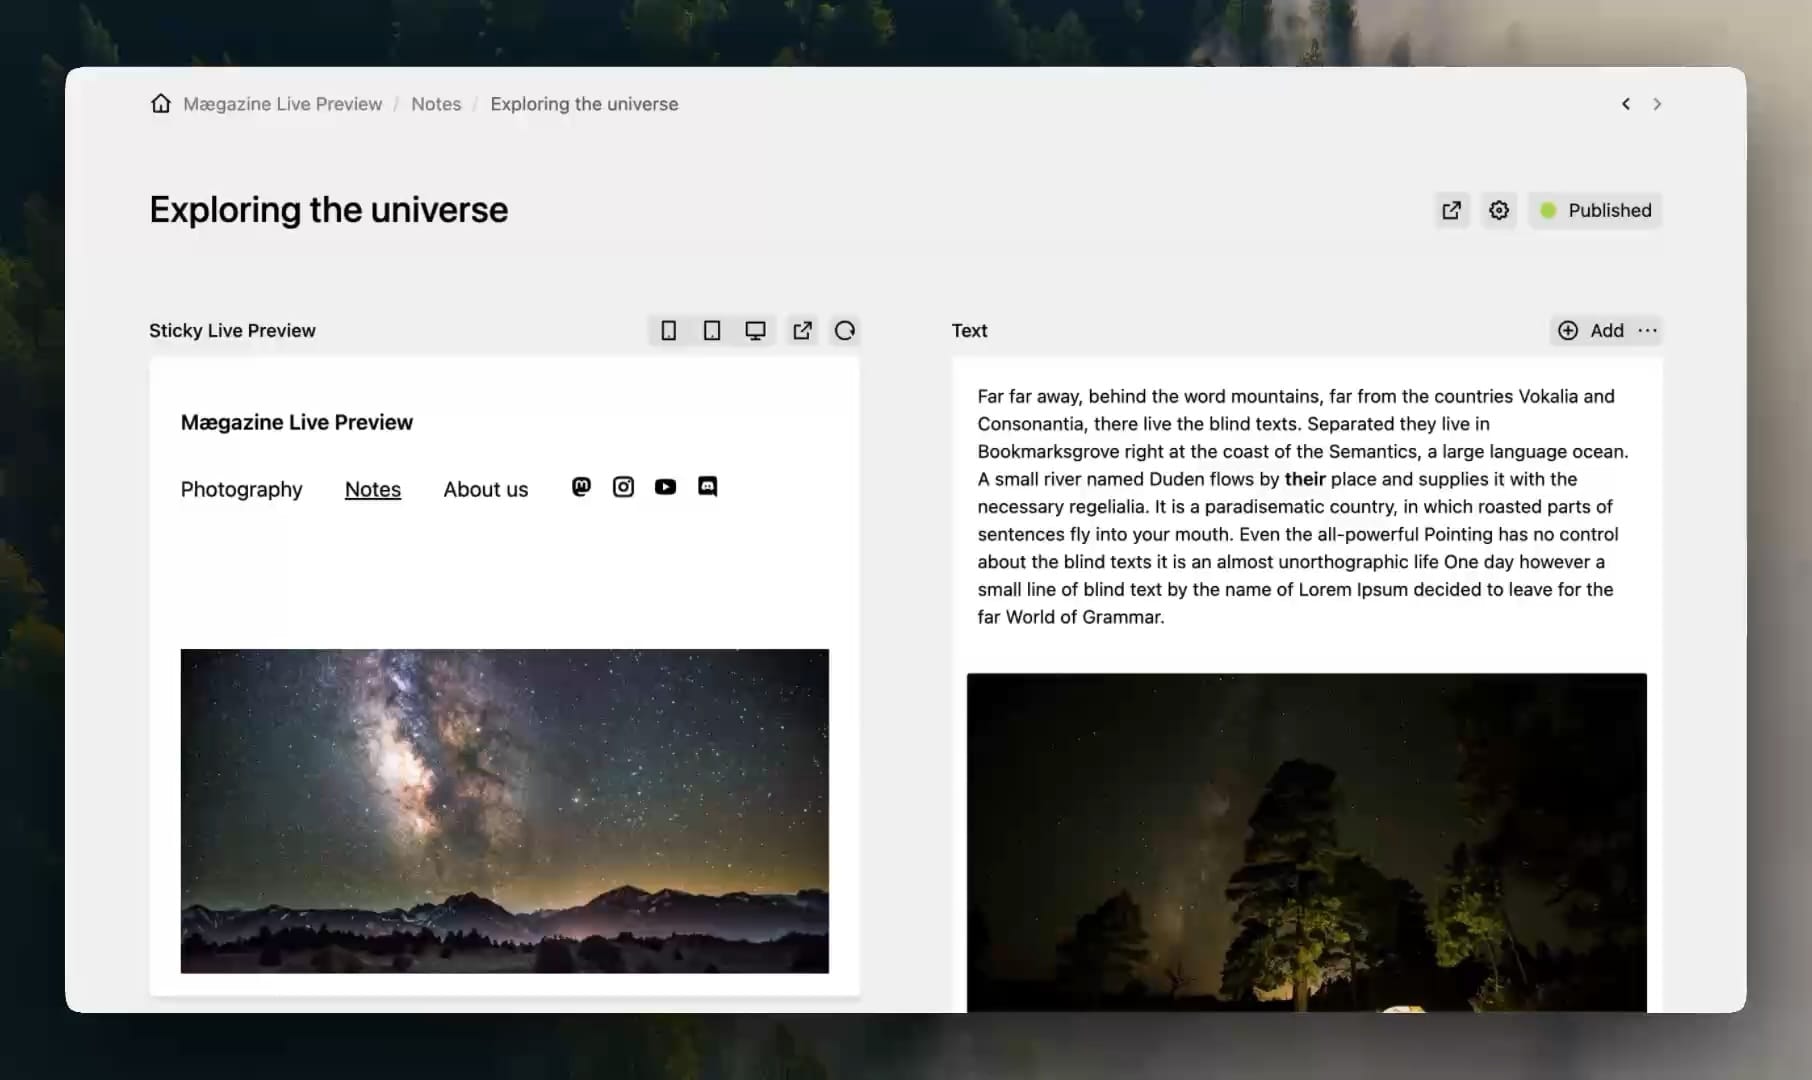 Mægazine Live Preview / Notes / Exploring the universe
Exploring the universe
Published
Sticky Live Preview
Mægazine Live Preview
Photography Notes About us
Text
Add
Far far away, behind the word mountains, far from the countries Vokalia and
Consonantia, there live the blind texts. Separated they live in
Bookmarksgrove right at the coast of the Semantics, a large language ocean.
A small river named Duden flows by their place and supplies it with the
necessary regelialia. It is a paradisematic country, in which roasted parts of
sentences fly into your mouth. Even the all-powerful Pointing has no control
about the blind texts it is an almost unorthographic life One day however a
small line of blind text by the name of Lorem Ipsum decided to leave for the
far World of Grammar.